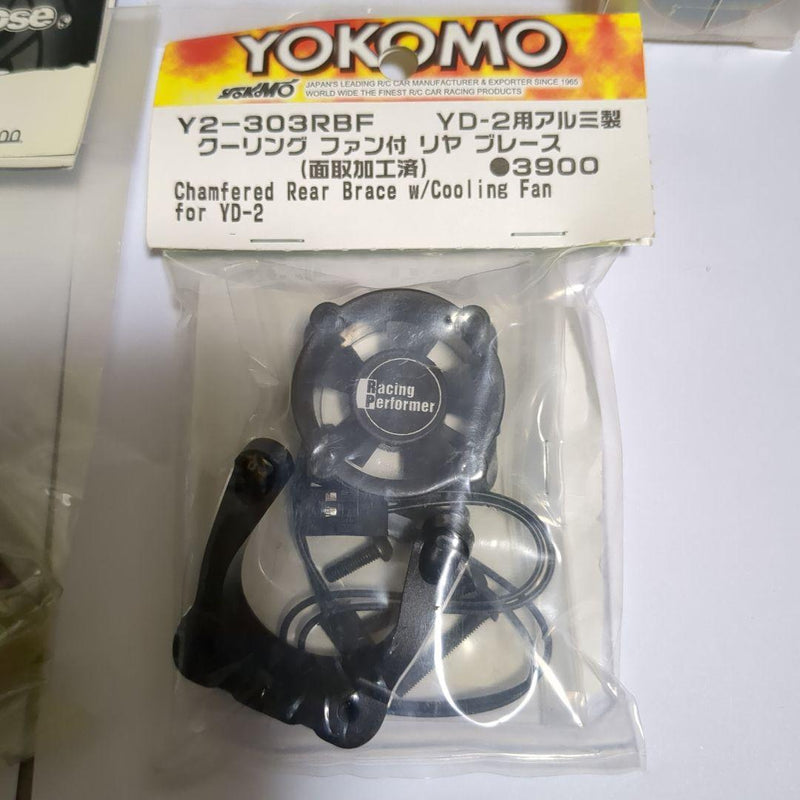 ose.
00
YOKOMO
YOKOMO
JAPAN'S LEADING R/C CAR MANUFACTURER & EXPORTER SINCE 1965
WORLD WIDE THE FINEST R/C CAR RACING PRODUCTS
Y2-303RBF YD-2用アルミ製
クーリング ファン付 リヤ ブレース
(面取加工済) ●3900
Chamfered Rear Brace w/Cooling Fan
for YD-2
Racing
Performer